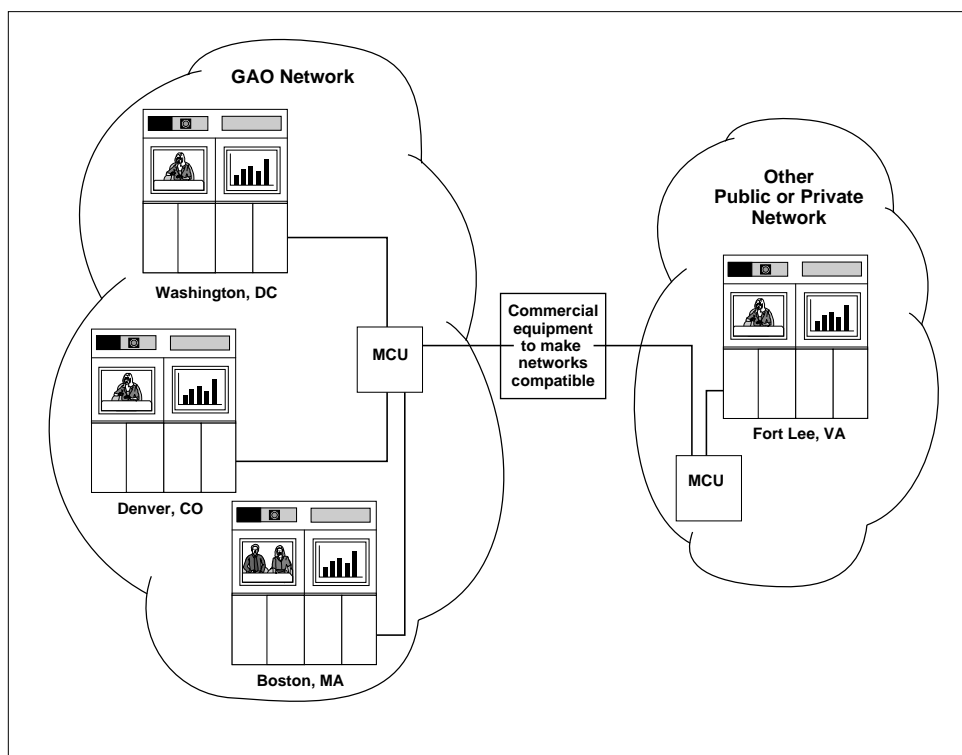 GAO Network
Washington, DC
Denver, CO
Boston, MA
MCU
Commercial
equipment
to make
networks
compatible
Other
Public or Private
Network
Fort Lee, VA
MCU